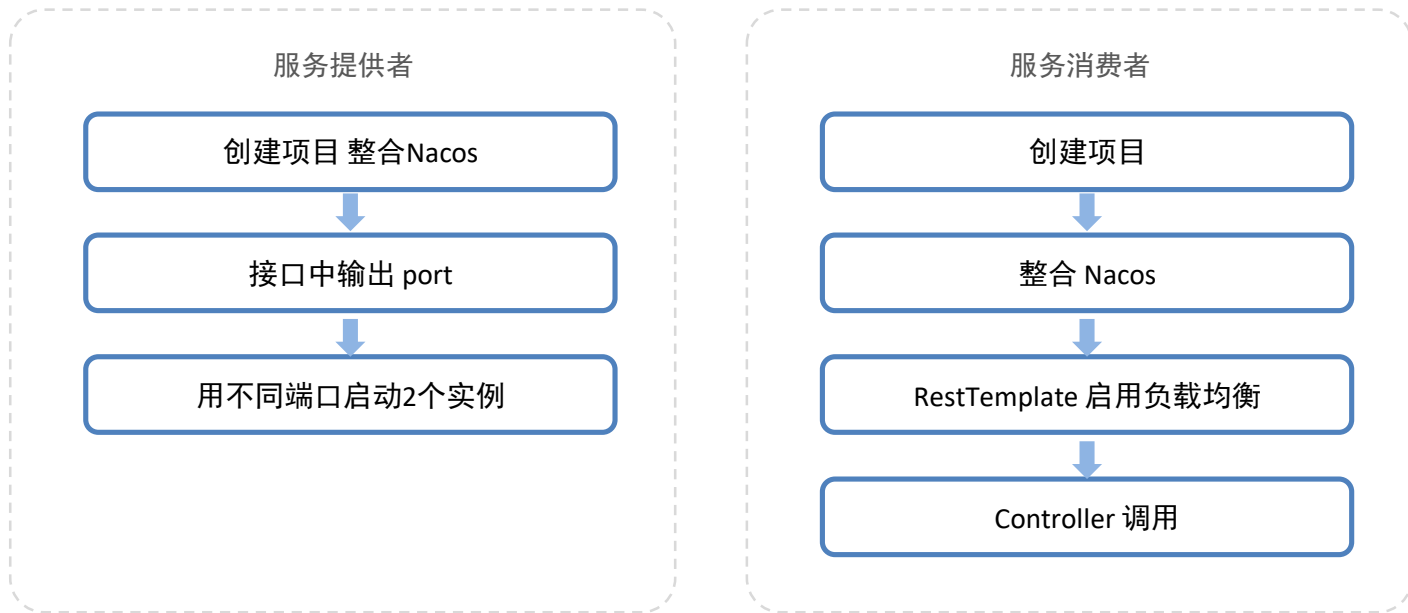 服务提供者
创建项目 整合Nacos
接口中输出 port
用不同端口启动2个实例
服务消费者
创建项目
整合 Nacos
RestTemplate 启用负载均衡
Controller 调用